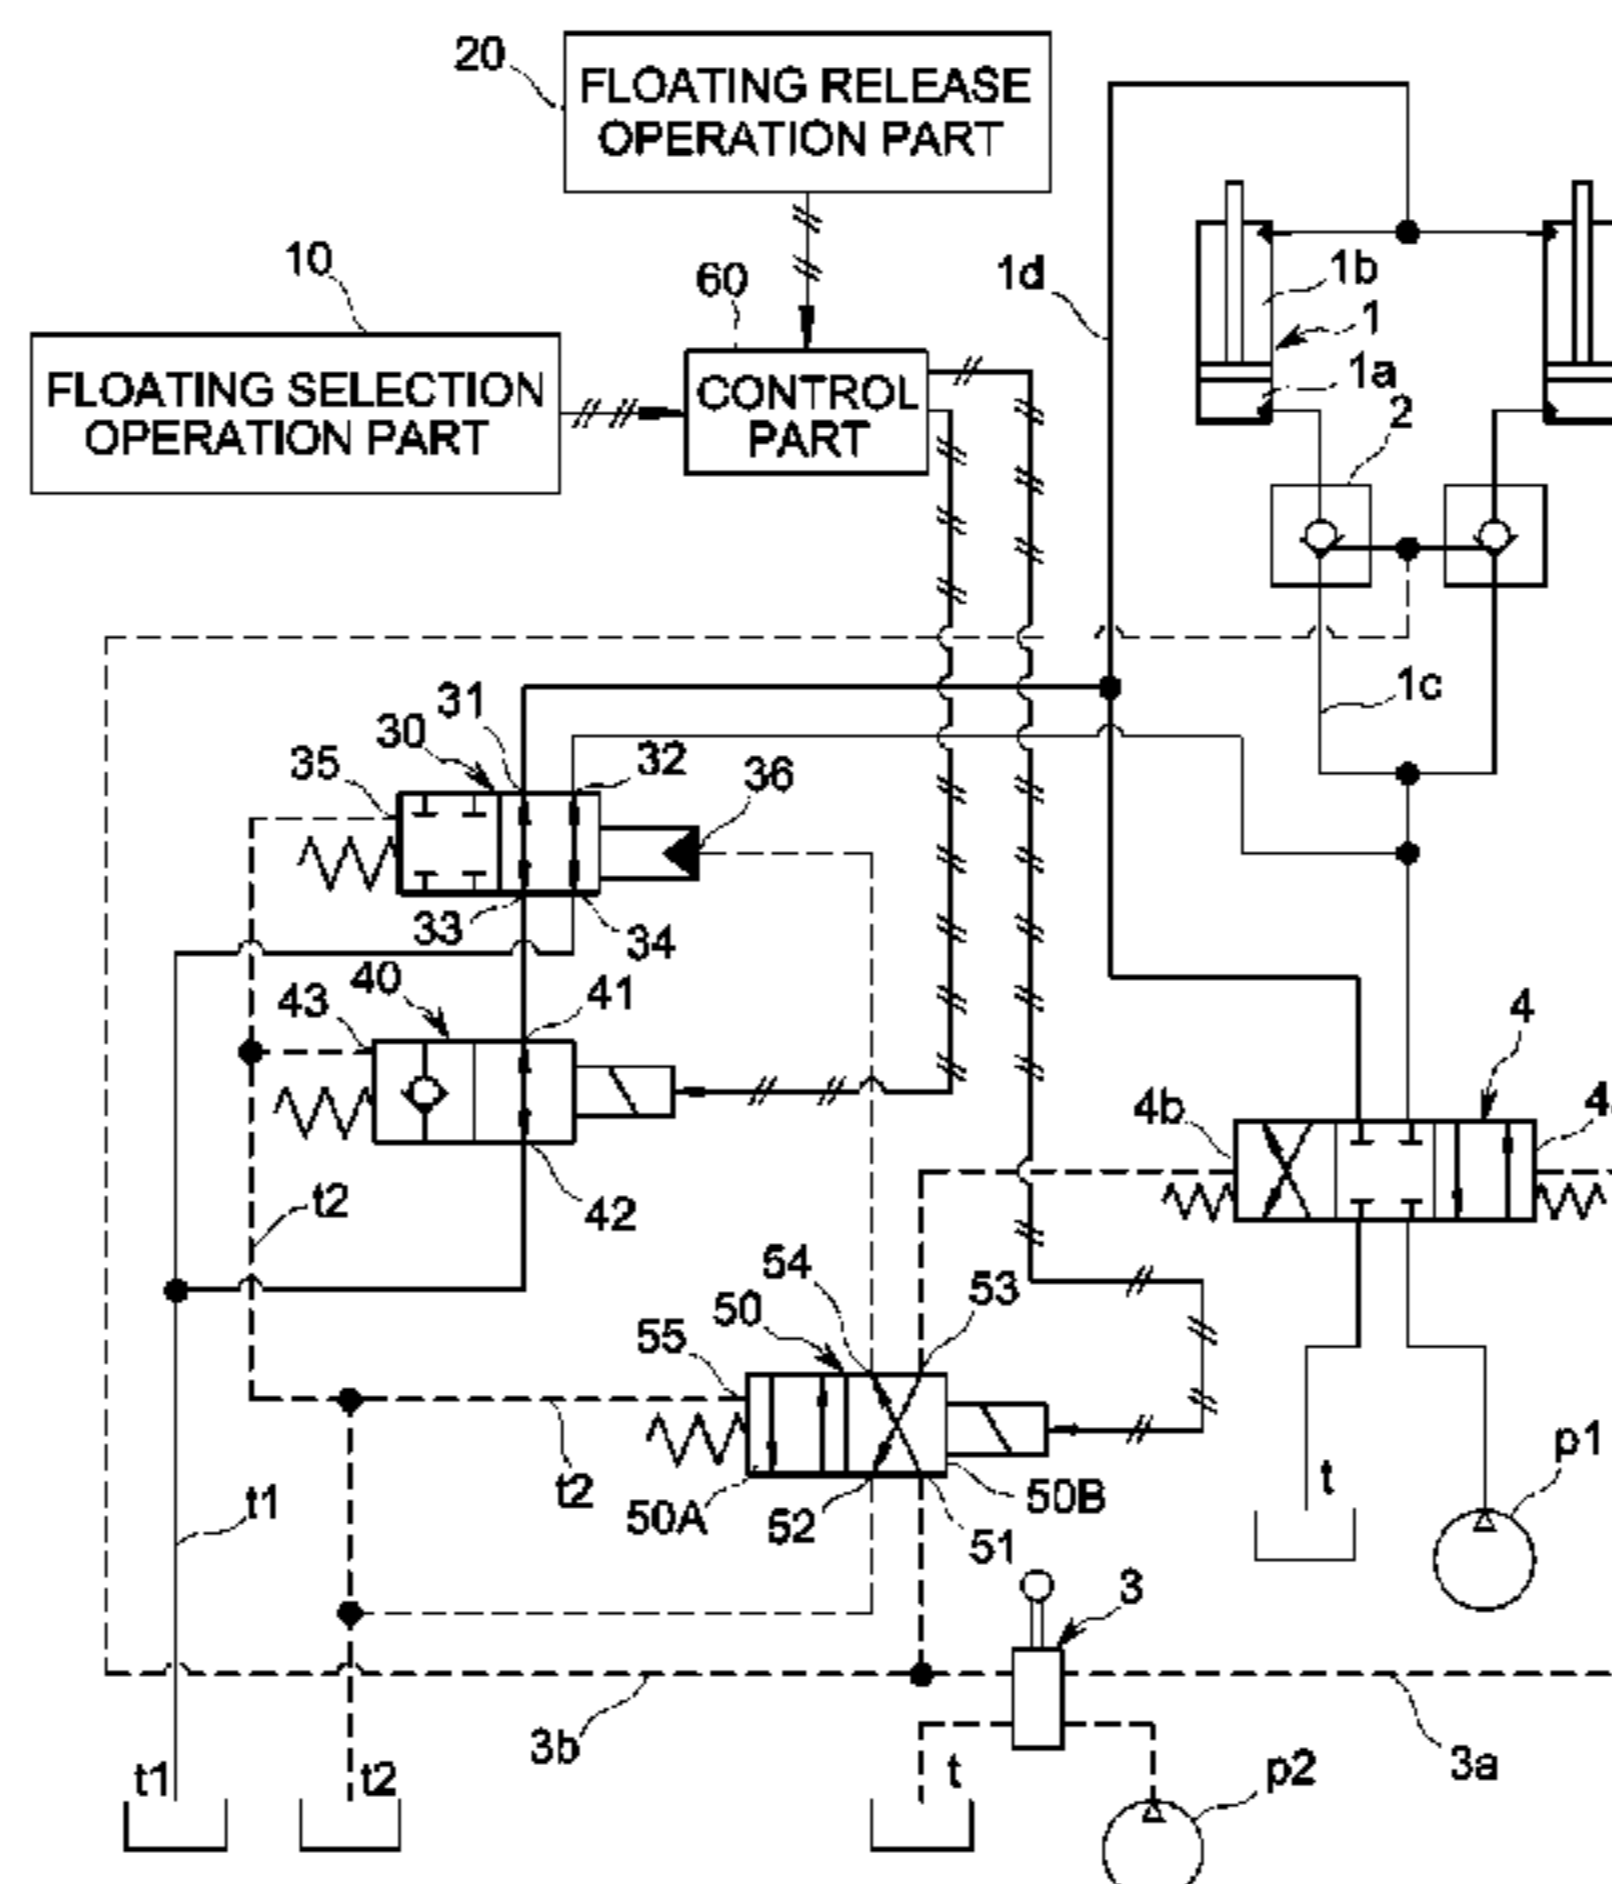 20
FLOATING RELEASE
OPERATION PART
10
60
1d
1b
1
1a
2
FLOATING SELECTION
OPERATION PART
CONTROL
PART
31
30
32
35
36
1c
33
34
40
41
43
4
4b
t2
42
54
53
50
55
p1
t
50A
t2
52
50B
51
t1
3
3b
t
p2
3a
t1
t2